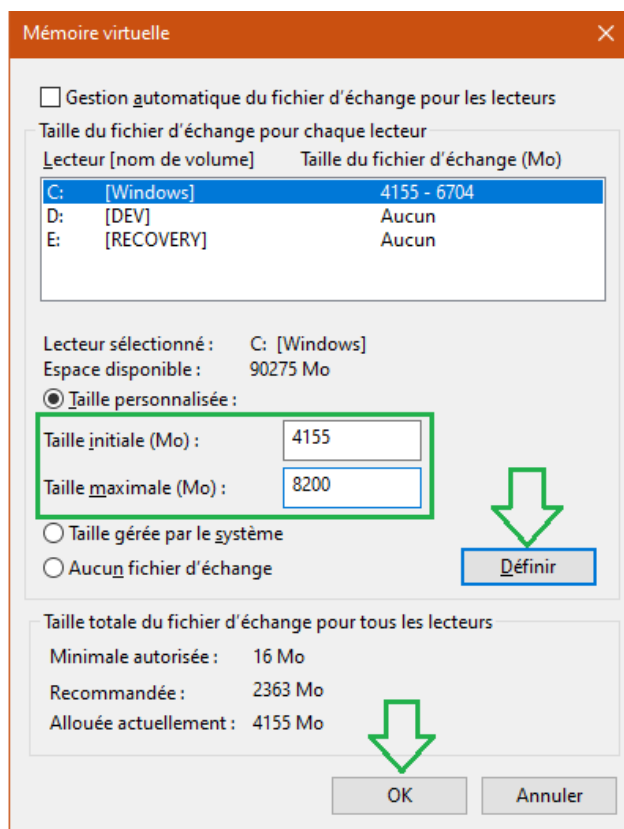 Mémoire virtuelle
Gestion automatique du fichier d'échange pour les lecteurs
Taille du fichier d'échange pour chaque lecteur
Lecteur [nom de volume] Taille du fichier d'échange (Mo)
C: [Windows] 4155 - 6704
D: [DEV] Aucun
E: [RECOVERY] Aucun
Lecteur sélectionné : C: [Windows]
Espace disponible : 90275 Mo
Taille personnalisée :
Taille initiale (Mo) : 4155
Taille maximale (Mo) : 8200
Taille gérée par le système
Aucun fichier d'échange
Définir
Taille totale du fichier d'échange pour tous les lecteurs
Minimale autorisée : 16 Mo
Recommandée : 2363 Mo
Allouée actuellement : 4155 Mo
OK Annuler